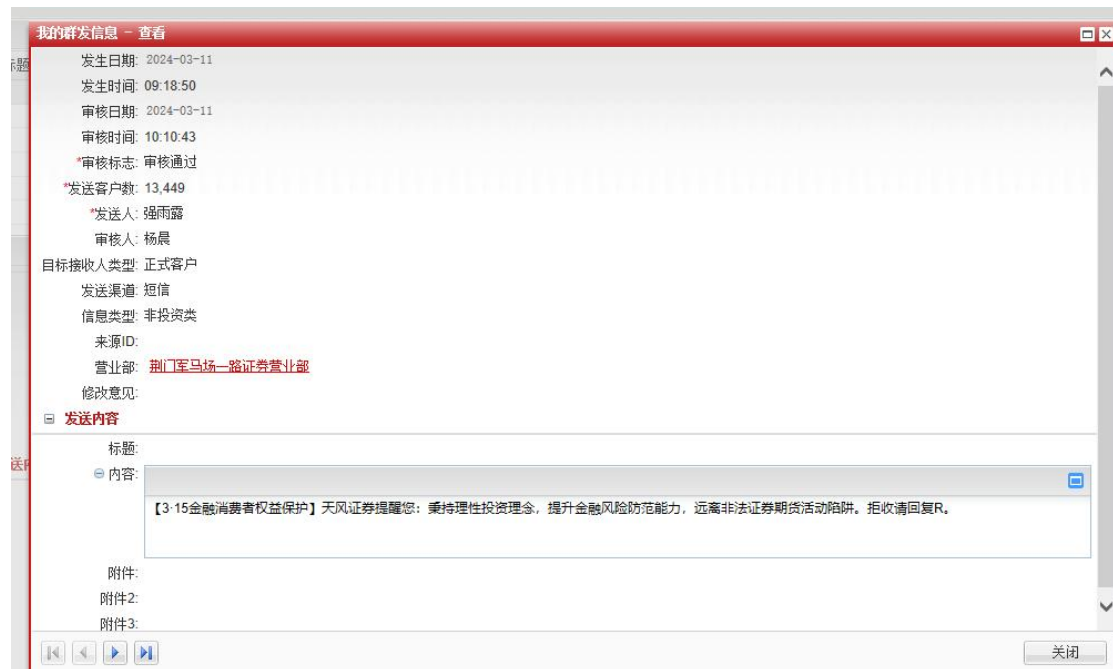 我的群发信息 - 查看
标题
发生日期: 2024-03-11
发生时间: 09:18:50
审核日期: 2024-03-11
审核时间: 10:10:43
*审核标志: 审核通过
*发送客户数: 13,449
*发送人: 强雨露
审核人: 杨晨
目标接收人类型: 正式客户
发送渠道: 短信
信息类型: 非投资类
来源ID:
营业部: 荆门军马场一路证券营业部
修改意见:
发送内容
标题:
内容:
【3·15金融消费者权益保护】天风证券提醒您：秉持理性投资理念，提升金融风险防范能力，远离非法证券期货活动陷阱。拒收请回复R。
附件:
附件2:
附件3:
关闭